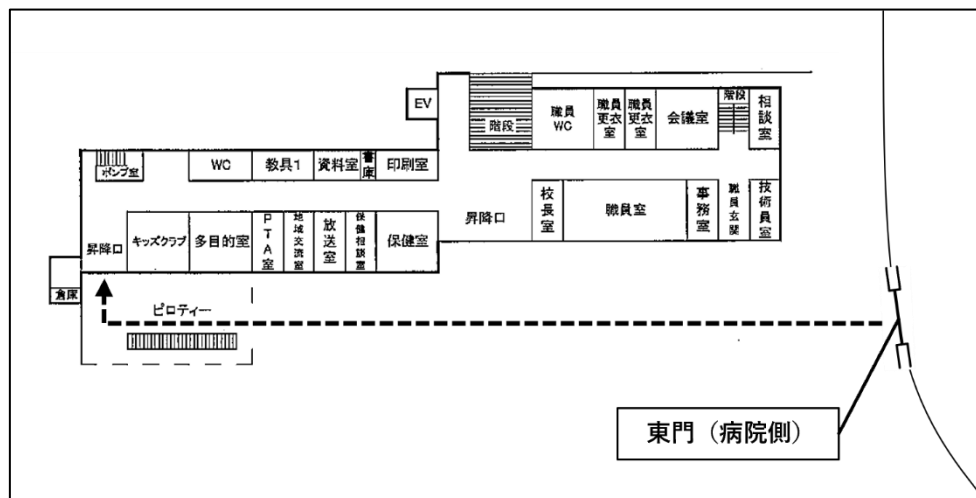 EV
階段
職員WC
職員更衣室
職員更衣室
会議室
階段
相談室
ポンプ室
WC
教具1
資料室
書庫
印刷室
昇降口
校長室
職員室
事務室
職員玄関
技術員室
昇降口
キッズクラブ
多目的室
PTA室
地域交流室
放送室
保健相談室
保健室
倉庫
ピロティー
東門（病院側）